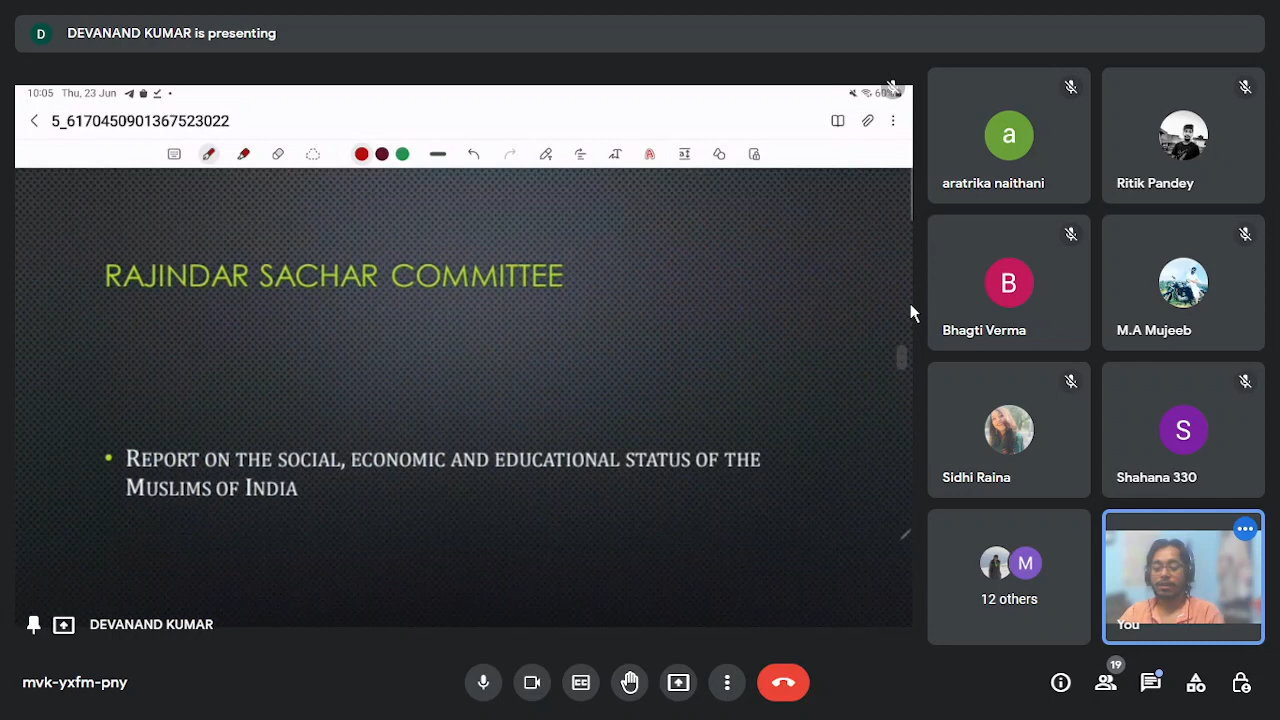 D DEVANAND KUMAR is presenting
10:05 Thu, 23 Jun
5_6170450901367523022
RAJINDAR SACHAR COMMITTEE
• REPORT ON THE SOCIAL, ECONOMIC AND EDUCATIONAL STATUS OF THE
MUSLIMS OF INDIA
DEVANAND KUMAR
a
aratrika naithani
Ritik Pandey
B
Bhagti Verma
M.A Mujeeb
Sidhi Raina
S
Shahana 330
M
12 others
You
mvk-yxfm-pny
CC
19